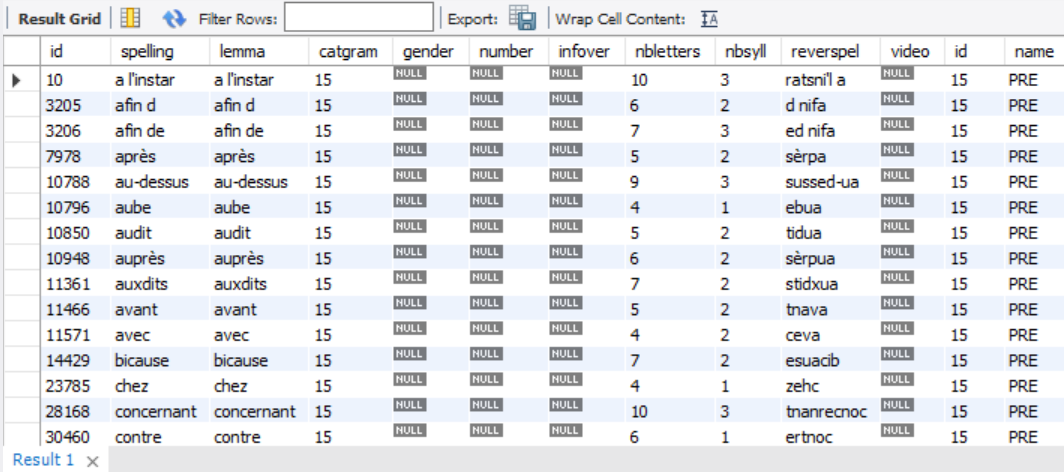 Result Grid Filter Rows: Export: Wrap Cell Content: IA
id spelling lemma catgram gender number infover nbletters nbsyll reverspel video id name
10 a l'instar a l'instar 15 NULL NULL NULL 10 3 ratsni'l a NULL 15 PRE
3205 afin d afin d 15 NULL NULL NULL 6 2 d nifa NULL 15 PRE
3206 afin de afin de 15 NULL NULL NULL 7 3 ed nifa NULL 15 PRE
7978 après après 15 NULL NULL NULL 5 2 sèrpa NULL 15 PRE
10788 au-dessus au-dessus 15 NULL NULL NULL 9 3 sussed-ua NULL 15 PRE
10796 aube aube 15 NULL NULL NULL 4 1 ebua NULL 15 PRE
10850 audit audit 15 NULL NULL NULL 5 2 tidua NULL 15 PRE
10948 auprès auprès 15 NULL NULL NULL 6 2 sèrpua NULL 15 PRE
11361 auxdits auxdits 15 NULL NULL NULL 7 2 stidxua NULL 15 PRE
11466 avant avant 15 NULL NULL NULL 5 2 tnava NULL 15 PRE
11571 avec avec 15 NULL NULL NULL 4 2 ceva NULL 15 PRE
14429 bicause bicause 15 NULL NULL NULL 7 2 esuacib NULL 15 PRE
23785 chez chez 15 NULL NULL NULL 4 1 zehc NULL 15 PRE
28168 concernant concernant 15 NULL NULL NULL 10 3 tnanrecnoc NULL 15 PRE
30460 contre contre 15 NULL NULL NULL 6 1 ertnoc NULL 15 PRE
Result 1 ×